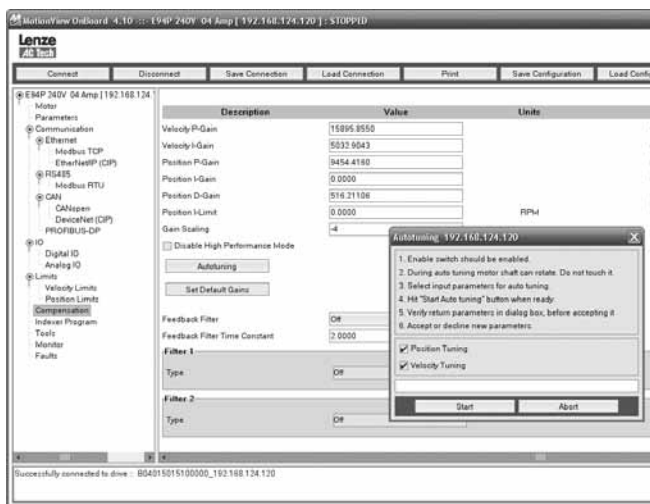 MotionView OnBoard 4.10 -::- E94P 240V 04 Amp [ 192.168.124.120 ] : STOPPED
Lenze
AC Tech
Connect Disconnect Save Connection Load Connection Print Save Configuration Load Confi
E94P 240V 04 Amp [192.168.124.1
Motor
Parameters
Communication
Ethernet
Modbus TCP
EtherNet/IP (CIP)
RS485
Modbus RTU
CAN
CANopen
DeviceNet (CIP)
PROFIBUS-DP
IO
Digital IO
Analog IO
Limits
Velocity Limits
Position Limits
Compensation
Indexer Program
Tools
Monitor
Faults
Description Value Units
Velocity P-Gain 15895.8550
Velocity I-Gain 5032.9043
Position P-Gain 9454.4160
Position I-Gain 0.0000
Position D-Gain 516.21106
Position I-Limit 0.0000 RPM
Gain Scaling -4
Disable High Performance Mode
Autotuning
Set Default Gains
Feedback Filter Off
Feedback Filter Time Constant 2.0000
Filter 1
Type Off
Filter 2
Type Off
Autotuning 192.168.124.120 X
1. Enable switch should be enabled.
2. During auto tuning motor shaft can rotate. Do not touch it.
3. Select input parameters for auto tuning.
4. Hit "Start Auto tuning" button when ready.
5. Verify return parameters in dialog box, before accepting it
6. Accept or decline new parameters.
Position Tuning
Velocity Tuning
Start Abort
Successfully connected to drive :: B04015015100000_192.168.124.120